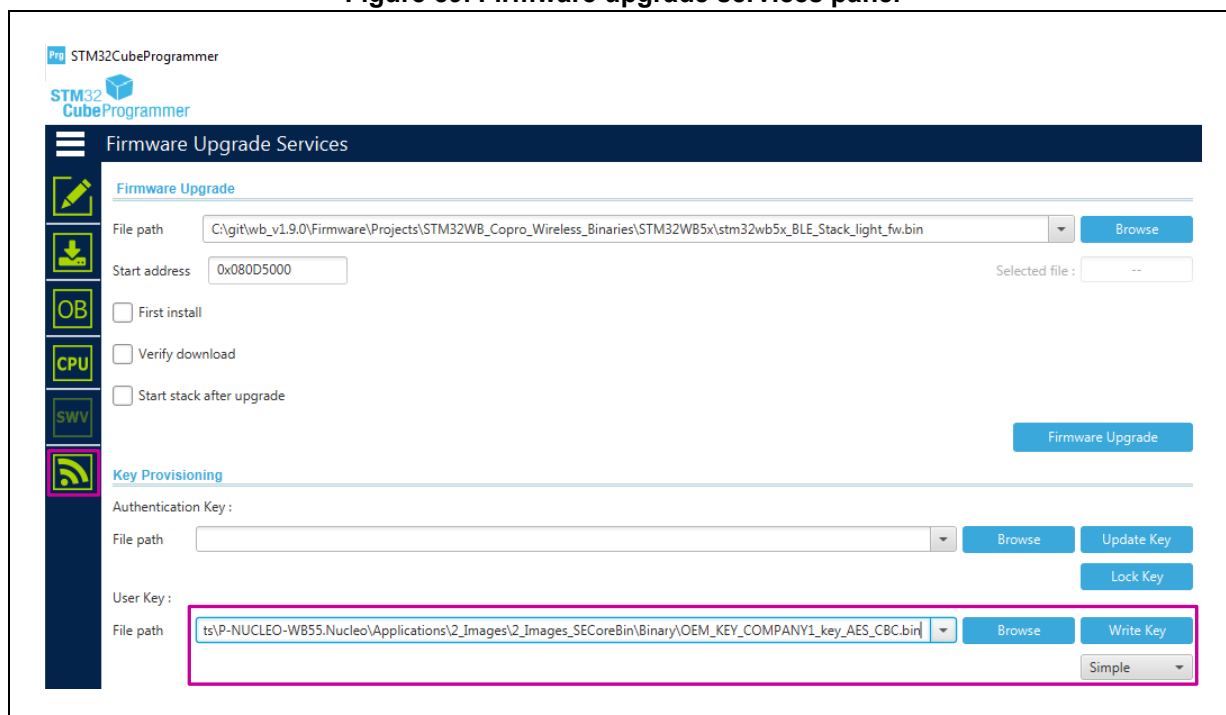 Prg STM32CubeProgrammer
STM32
CubeProgrammer
Firmware Upgrade Services
Firmware Upgrade
File path C:\git\wb_v1.9.0\Firmware\Projects\STM32WB_Copro_Wireless_Binaries\STM32WB5x\stm32wb5x_BLE_Stack_light_fw.bin Browse
Start address 0x080D5000 Selected file : --
OB First install
Verify download
CPU
Start stack after upgrade
SWV
Firmware Upgrade
Key Provisioning
Authentication Key :
File path Browse Update Key
Lock Key
User Key :
File path ts\P-NUCLEO-WB55.Nucleo\Applications\2_Images\2_Images_SECoreBin\Binary\OEM_KEY_COMPANY1_key_AES_CBC.bin Browse Write Key
Simple